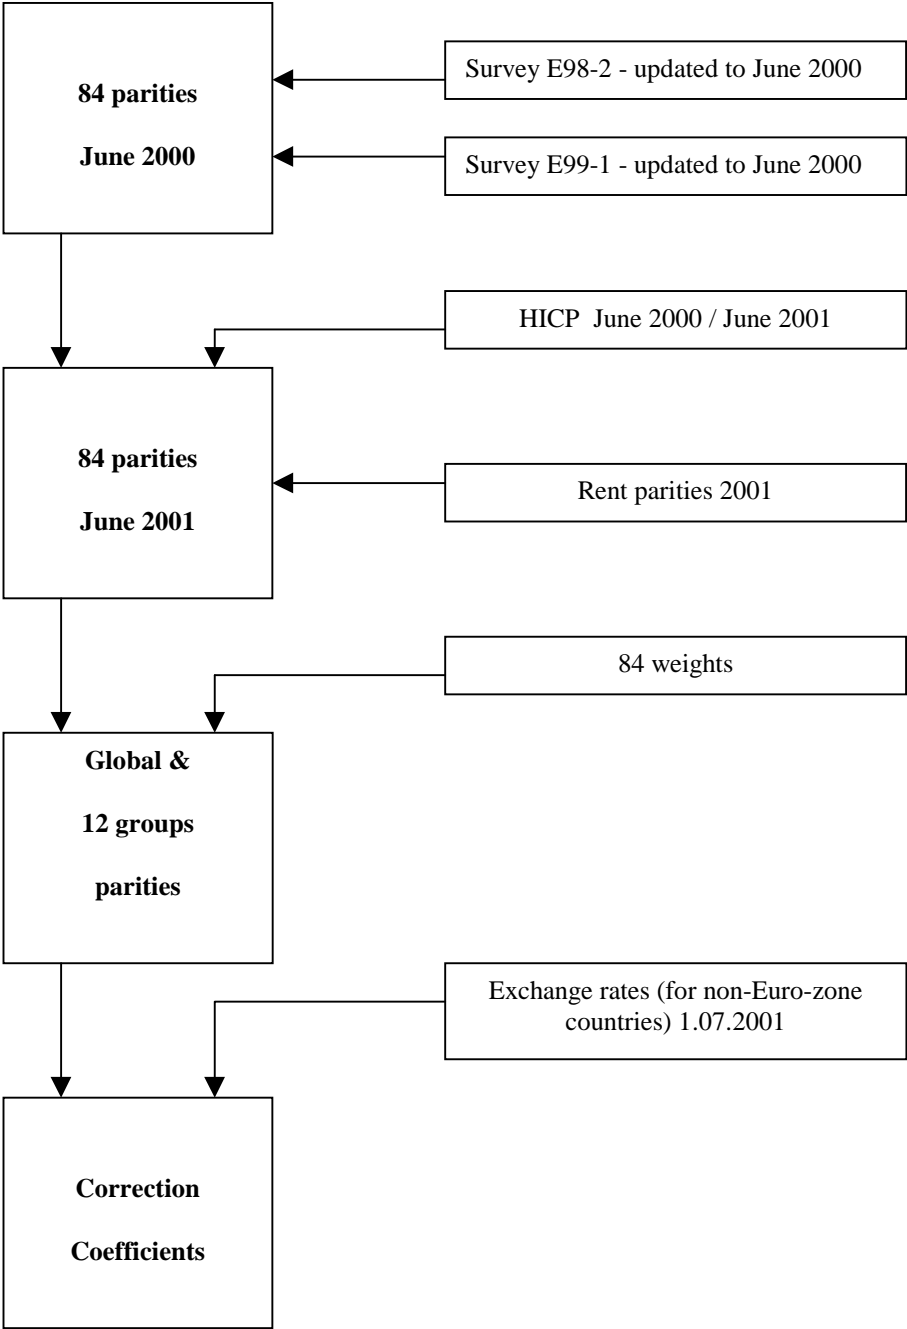 84 parities
June 2000
Survey E98-2 - updated to June 2000
Survey E99-1 - updated to June 2000
HICP June 2000 / June 2001
84 parities
June 2001
Rent parities 2001
84 weights
Global &
12 groups
parities
Exchange rates (for non-Euro-zone
countries) 1.07.2001
Correction
Coefficients